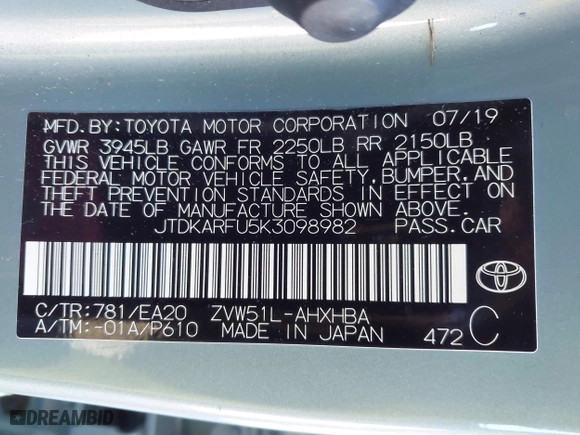 MFD.BY:TOYOTA MOTOR CORPORATION 07/19
GVWR 3945LB GAWR FR 2250LB RR 2150LB
THIS VEHICLE CONFORMS TO ALL APPLICABLE
FEDERAL MOTOR VEHICLE SAFETY, BUMPER, AND
THEFT PREVENTION STANDARDS IN EFFECT ON
THE DATE OF MANUFACTURE SHOWN ABOVE.
JTDKARFU5K3098982 PASS.CAR
TOYOTA
C/TR:781/EA20 ZVW51L-AHXHBA
A/TM:-01A/P610 MADE IN JAPAN 472 C
DREAMBID